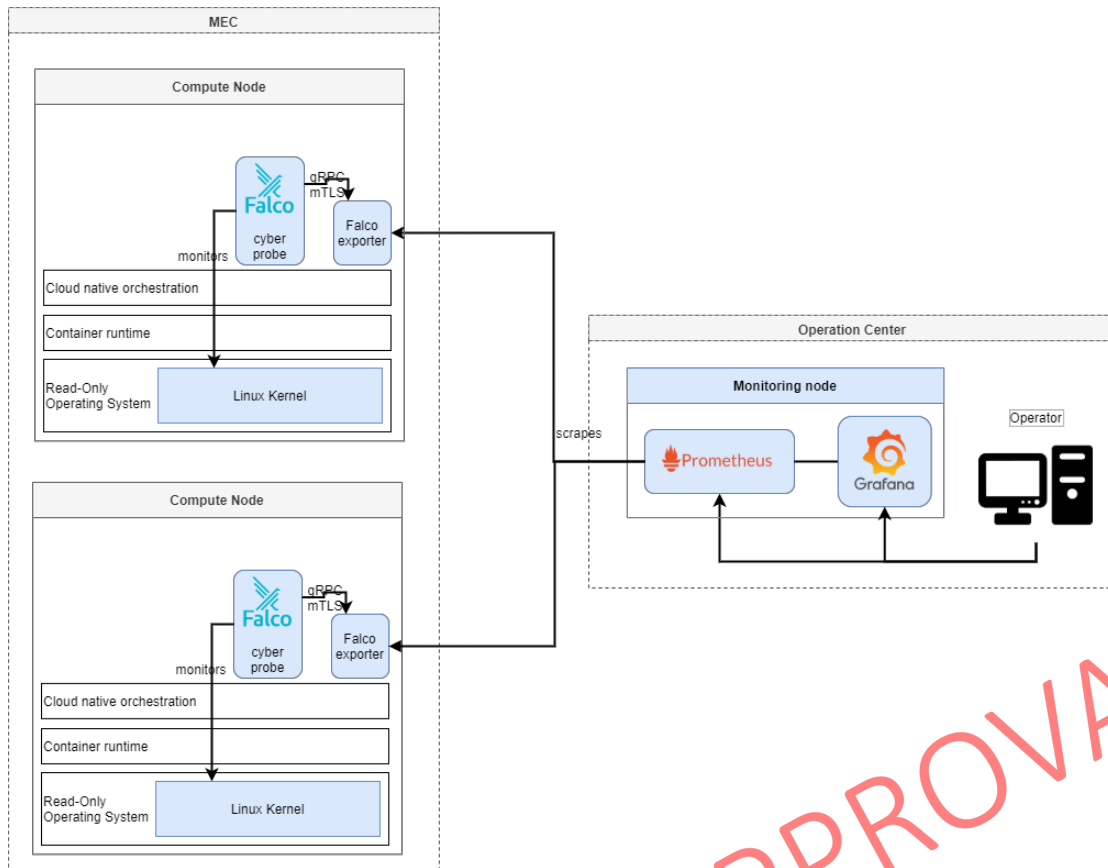 MEC
Compute Node
Falco
cyber
probe
gRPC
mTLS
Falco
exporter
monitors
Cloud native orchestration
Container runtime
Read-Only
Operating System
Linux Kernel
Compute Node
Falco
cyber
probe
gRPC
mTLS
Falco
exporter
monitors
Cloud native orchestration
Container runtime
Read-Only
Operating System
Linux Kernel
scrapes
Operation Center
Monitoring node
Prometheus
Grafana
Operator